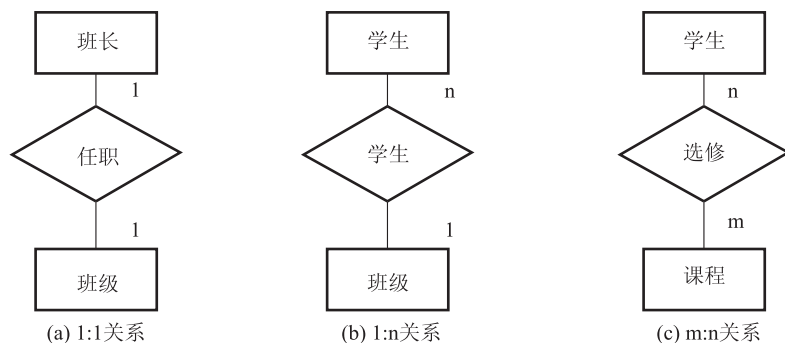 班长
1
任职
1
班级
(a) 1:1关系
学生
n
学生
1
班级
(b) 1:n关系
学生
n
选修
m
课程
(c) m:n关系